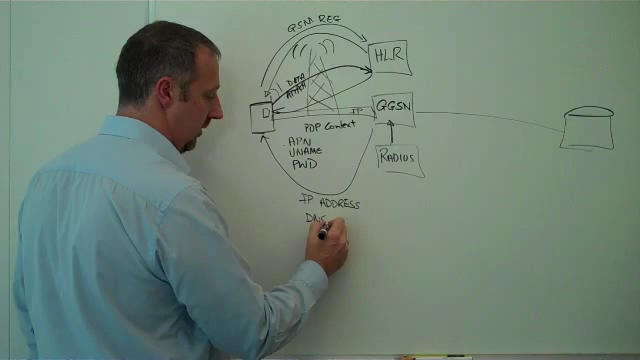 GSM REG
HLR
DATA
ATTACH
IP
GGSN
PDP Context
APN
UNAME
PWD
RADIUS
IP ADDRESS
DNS